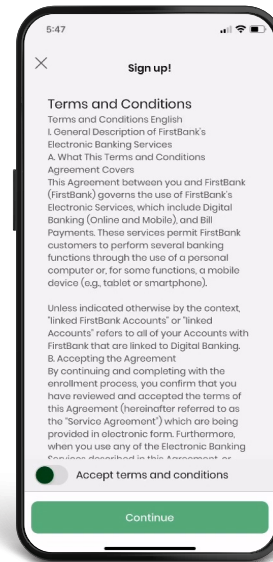 5:47
Sign up!
Terms and Conditions
Terms and Conditions English
I. General Description of FirstBank's
Electronic Banking Services
A. What This Terms and Conditions
Agreement Covers
This Agreement between you and FirstBank
(FirstBank) governs the use of FirstBank's
Electronic Services, which include Digital
Banking (Online and Mobile), and Bill
Payments. These services permit FirstBank
customers to perform several banking
functions through the use of a personal
computer or, for some functions, a mobile
device (e.g., tablet or smartphone).
Unless indicated otherwise by the context,
"linked FirstBank Accounts" or "linked
Accounts" refers to all of your Accounts with
FirstBank that are linked to Digital Banking.
B. Accepting the Agreement
By continuing and completing with the
enrollment process, you confirm that you
have reviewed and accepted the terms of
this Agreement (hereinafter referred to as
the "Service Agreement") which are being
provided in electronic form. Furthermore,
when you use any of the Electronic Banking
Services described in this Agreement, or
Accept terms and conditions
Continue